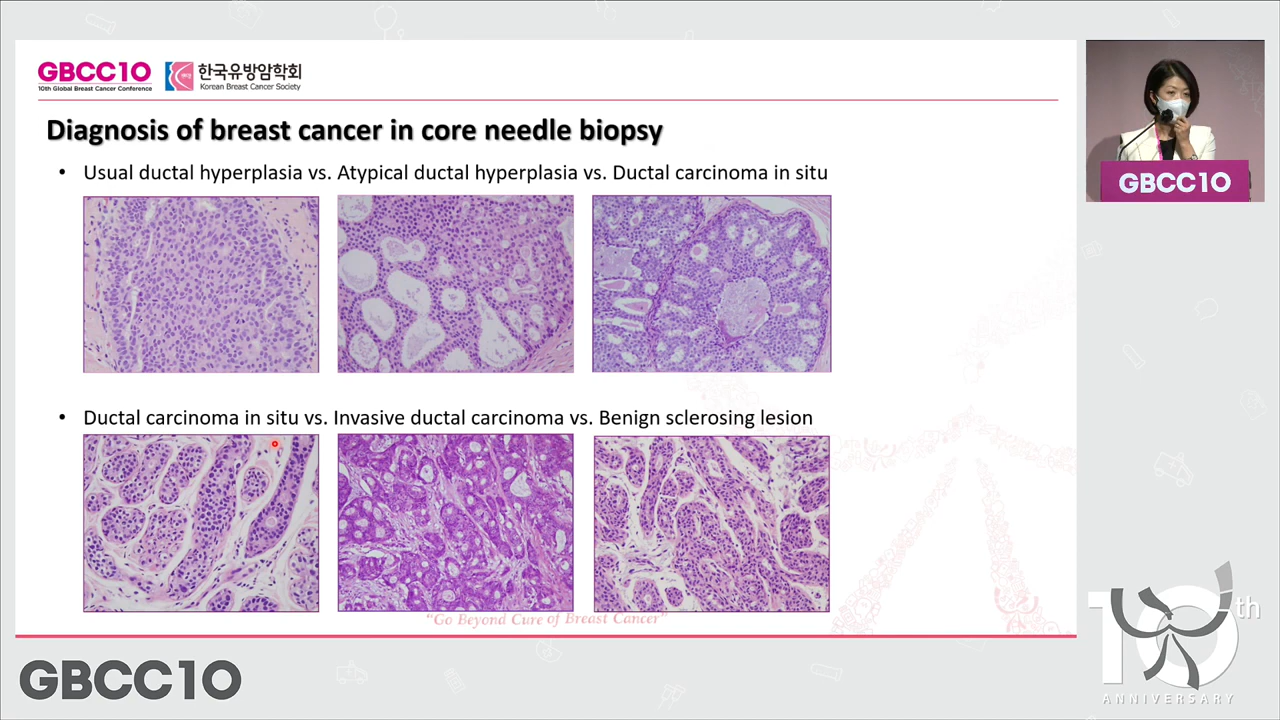 GBCC10
10th Global Breast Cancer Conference
한국유방암학회
Korean Breast Cancer Society
Diagnosis of breast cancer in core needle biopsy
• Usual ductal hyperplasia vs. Atypical ductal hyperplasia vs. Ductal carcinoma in situ
• Ductal carcinoma in situ vs. Invasive ductal carcinoma vs. Benign sclerosing lesion
"Go Beyond Cure of Breast Cancer"
GBCC10
GBCC10
10th
ANNIVERSARY